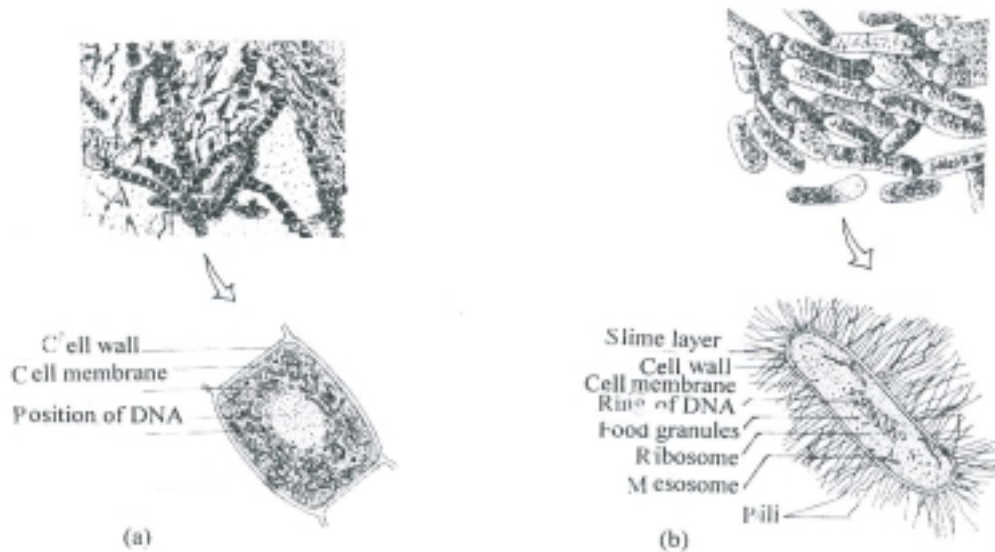 Cell wall
Cell membrane
Position of DNA
(a)
Slime layer
Cell wall
Cell membrane
Ring of DNA
Food granules
Ribosome
Mesosome
Pili
(b)